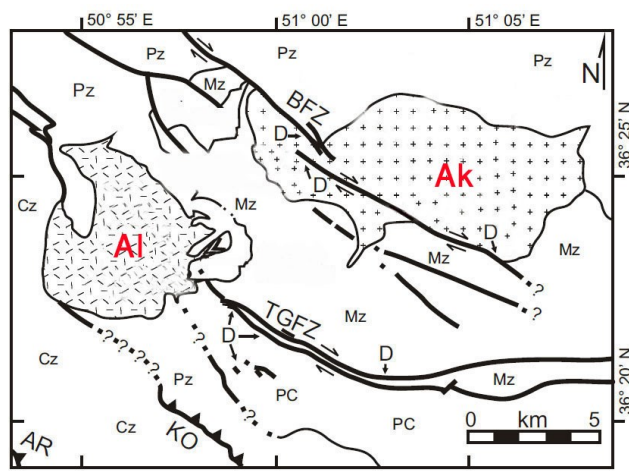 50 55' E
51 00'
51 05' E
Pz
Pz
N
Pz
Mz
Pz
BFZ
36 25' N
D
Ak
D
Cz
Mz
Al
D
Mz
Mz
?
?
TGFZ
Mz
? ? ? ?
?
D
D
Cz
Pz
PC
Mz
36 20' N
?
PC
Cz
KO
AR
0 km 5